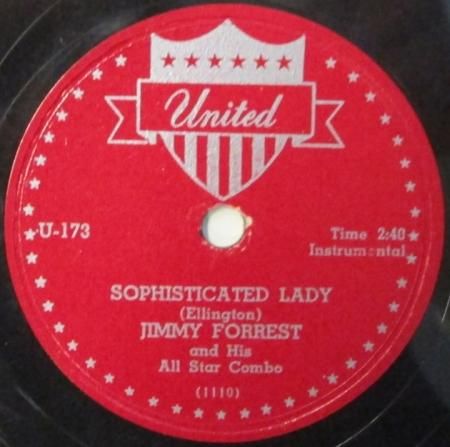 United
U-173
Time 2:40
Instrumental
SOPHISTICATED LADY
(Ellington)
JIMMY FORREST
and His
All Star Combo
(1110)